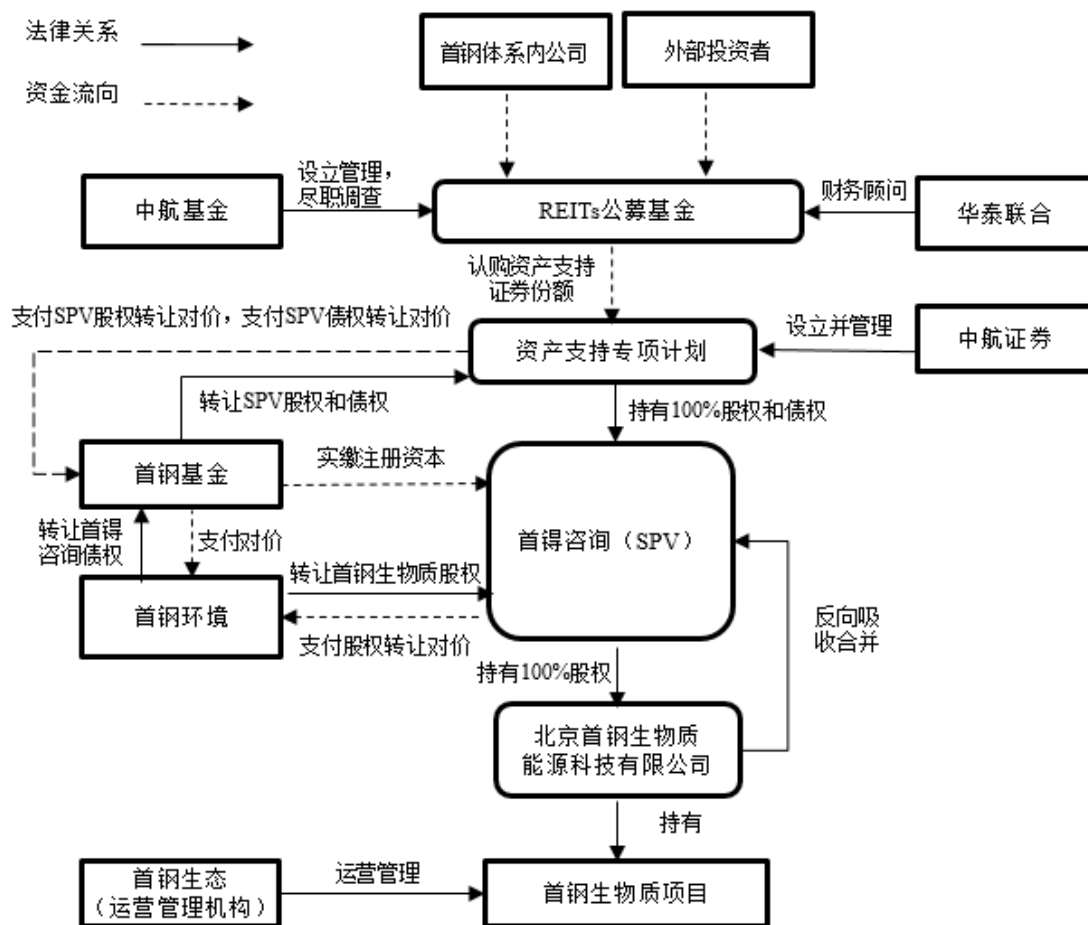 法律关系
资金流向
首钢体系内公司
外部投资者
中航基金
设立管理，
尽职调查
REITs公募基金
财务顾问
华泰联合
认购资产支持
证券份额
支付SPV股权转让对价，支付SPV债权转让对价
资产支持专项计划
设立并管理
中航证券
转让SPV股权和债权
持有100%股权和债权
首钢基金
实缴注册资本
首得咨询（SPV）
转让首得
咨询债权
支付对价
首钢环境
转让首钢生物质股权
支付股权转让对价
反向吸
收合并
持有100%股权
北京首钢生物质
能源科技有限公司
持有
首钢生态
（运营管理机构）
运营管理
首钢生物质项目